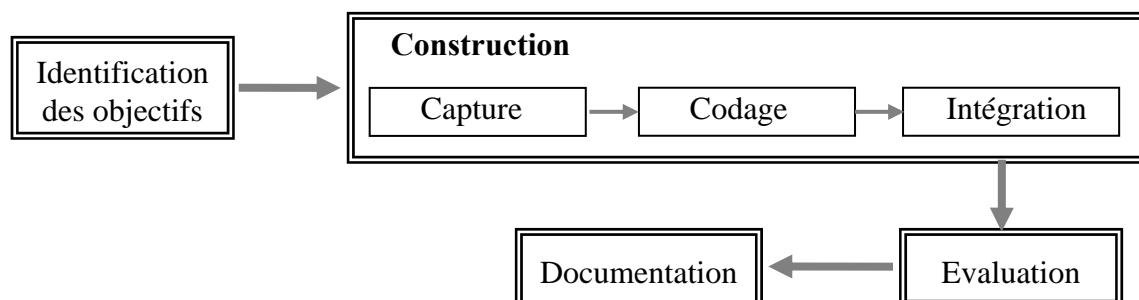 Identification
des objectifs
Construction
Capture
Codage
Intégration
Documentation
Evaluation